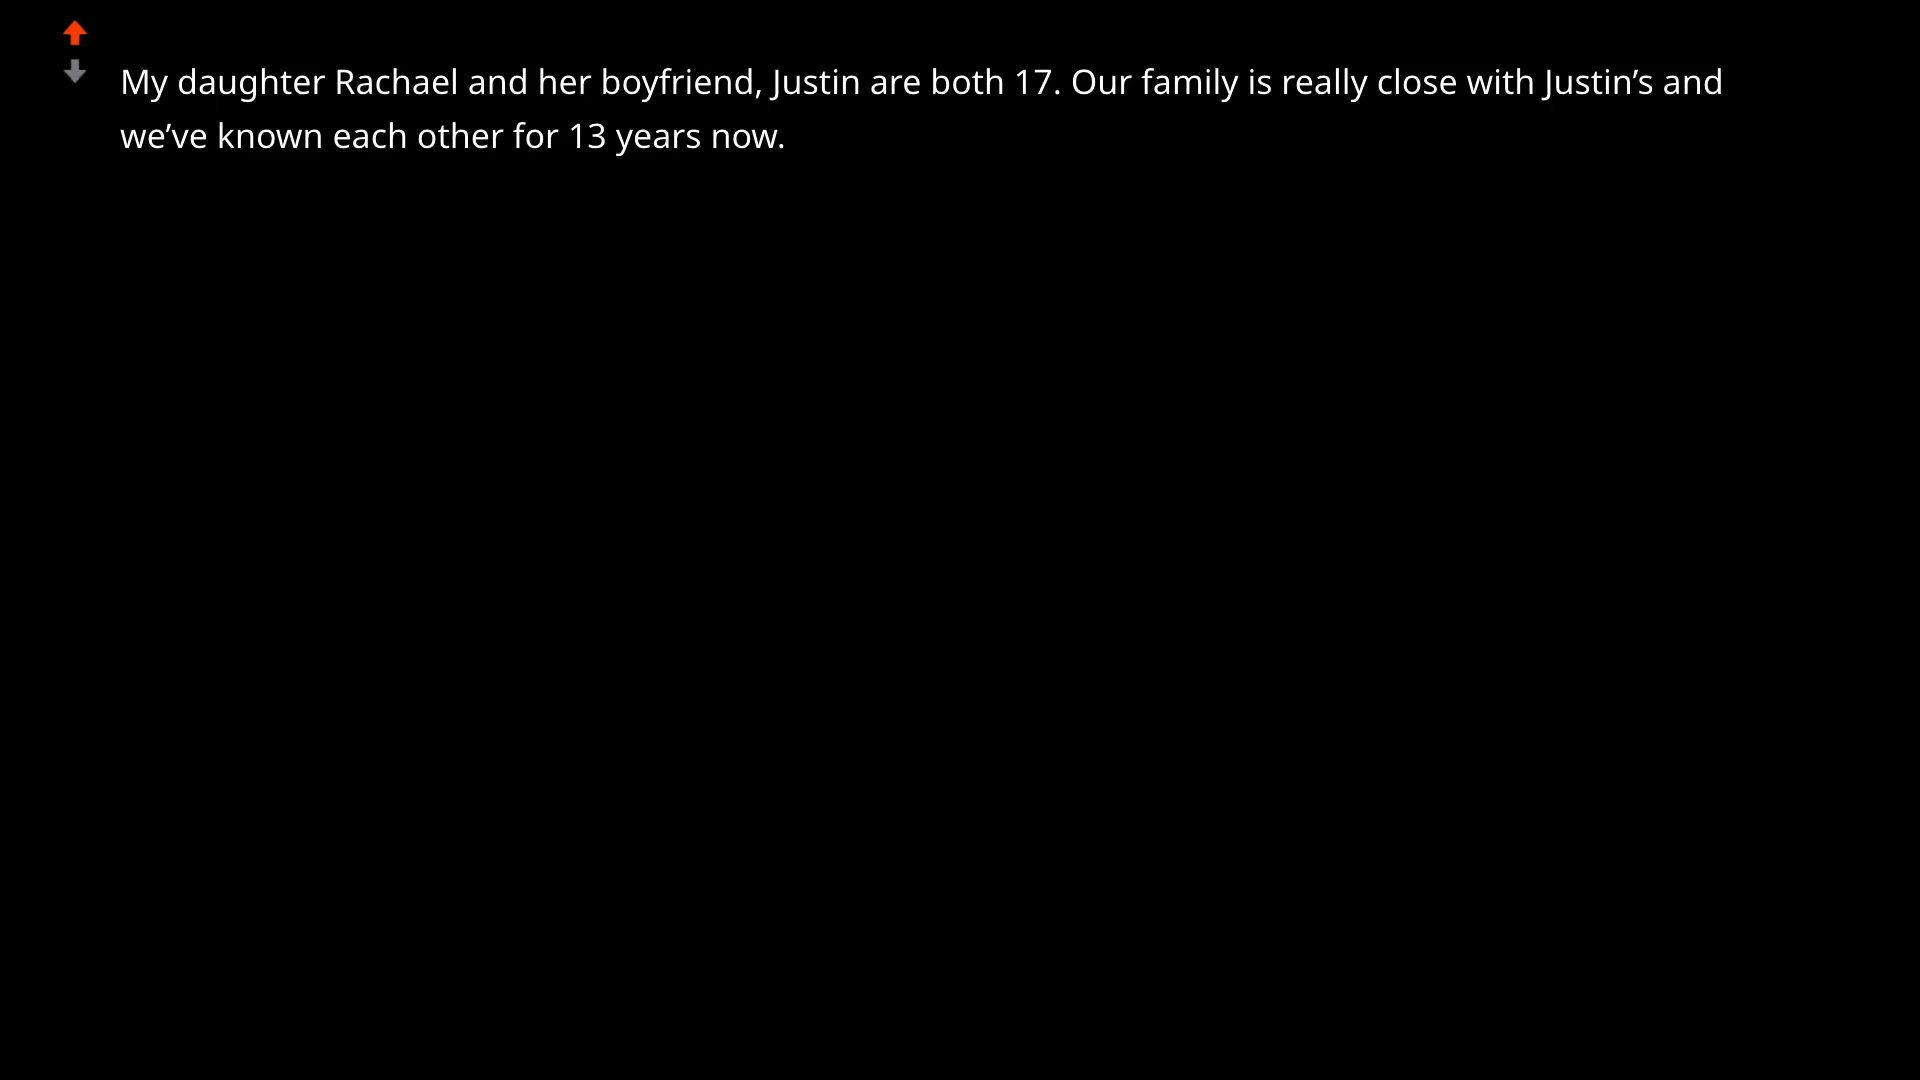 My daughter Rachael and her boyfriend, Justin are both 17. Our family is really close with Justin’s and
we’ve known each other for 13 years now.